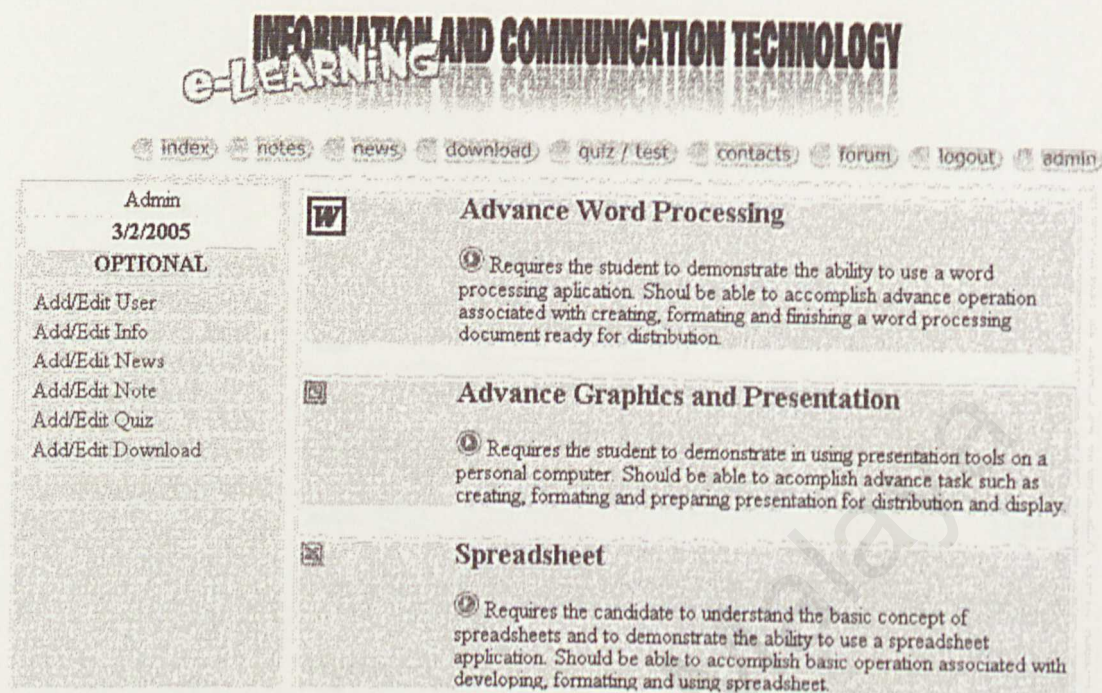 INFORMATION AND COMMUNICATION TECHNOLOGY
e-LEARNiNG
index notes news download quiz / test contacts forum logout admin
Admin
3/2/2005
OPTIONAL
Add/Edit User
Add/Edit Info
Add/Edit News
Add/Edit Note
Add/Edit Quiz
Add/Edit Download
W
Advance Word Processing
Requires the student to demonstrate the ability to use a word
processing aplication. Shoul be able to accomplish advance operation
associated with creating, formating and finishing a word processing
document ready for distribution.
Advance Graphics and Presentation
Requires the student to demonstrate in using presentation tools on a
personal computer. Should be able to acomplish advance task such as
creating, formating and preparing presentation for distribution and display.
Spreadsheet
Requires the candidate to understand the basic concept of
spreadsheets and to demonstrate the ability to use a spreadsheet
application. Should be able to accomplish basic operation associated with
developing, formatting and using spreadsheet.